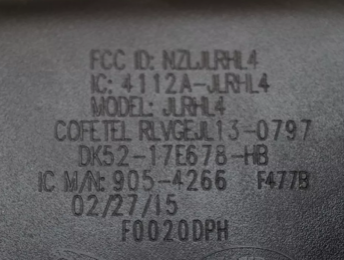 FCC ID: NZLJLRHL4
IC: 4112A-JLRHL4
MODEL: JLRHL4
COFETEL RLVGEJL13-0797
DK52-17E678-HB
IC M/N: 905-4266 F477B
02/27/15
F0020DPH